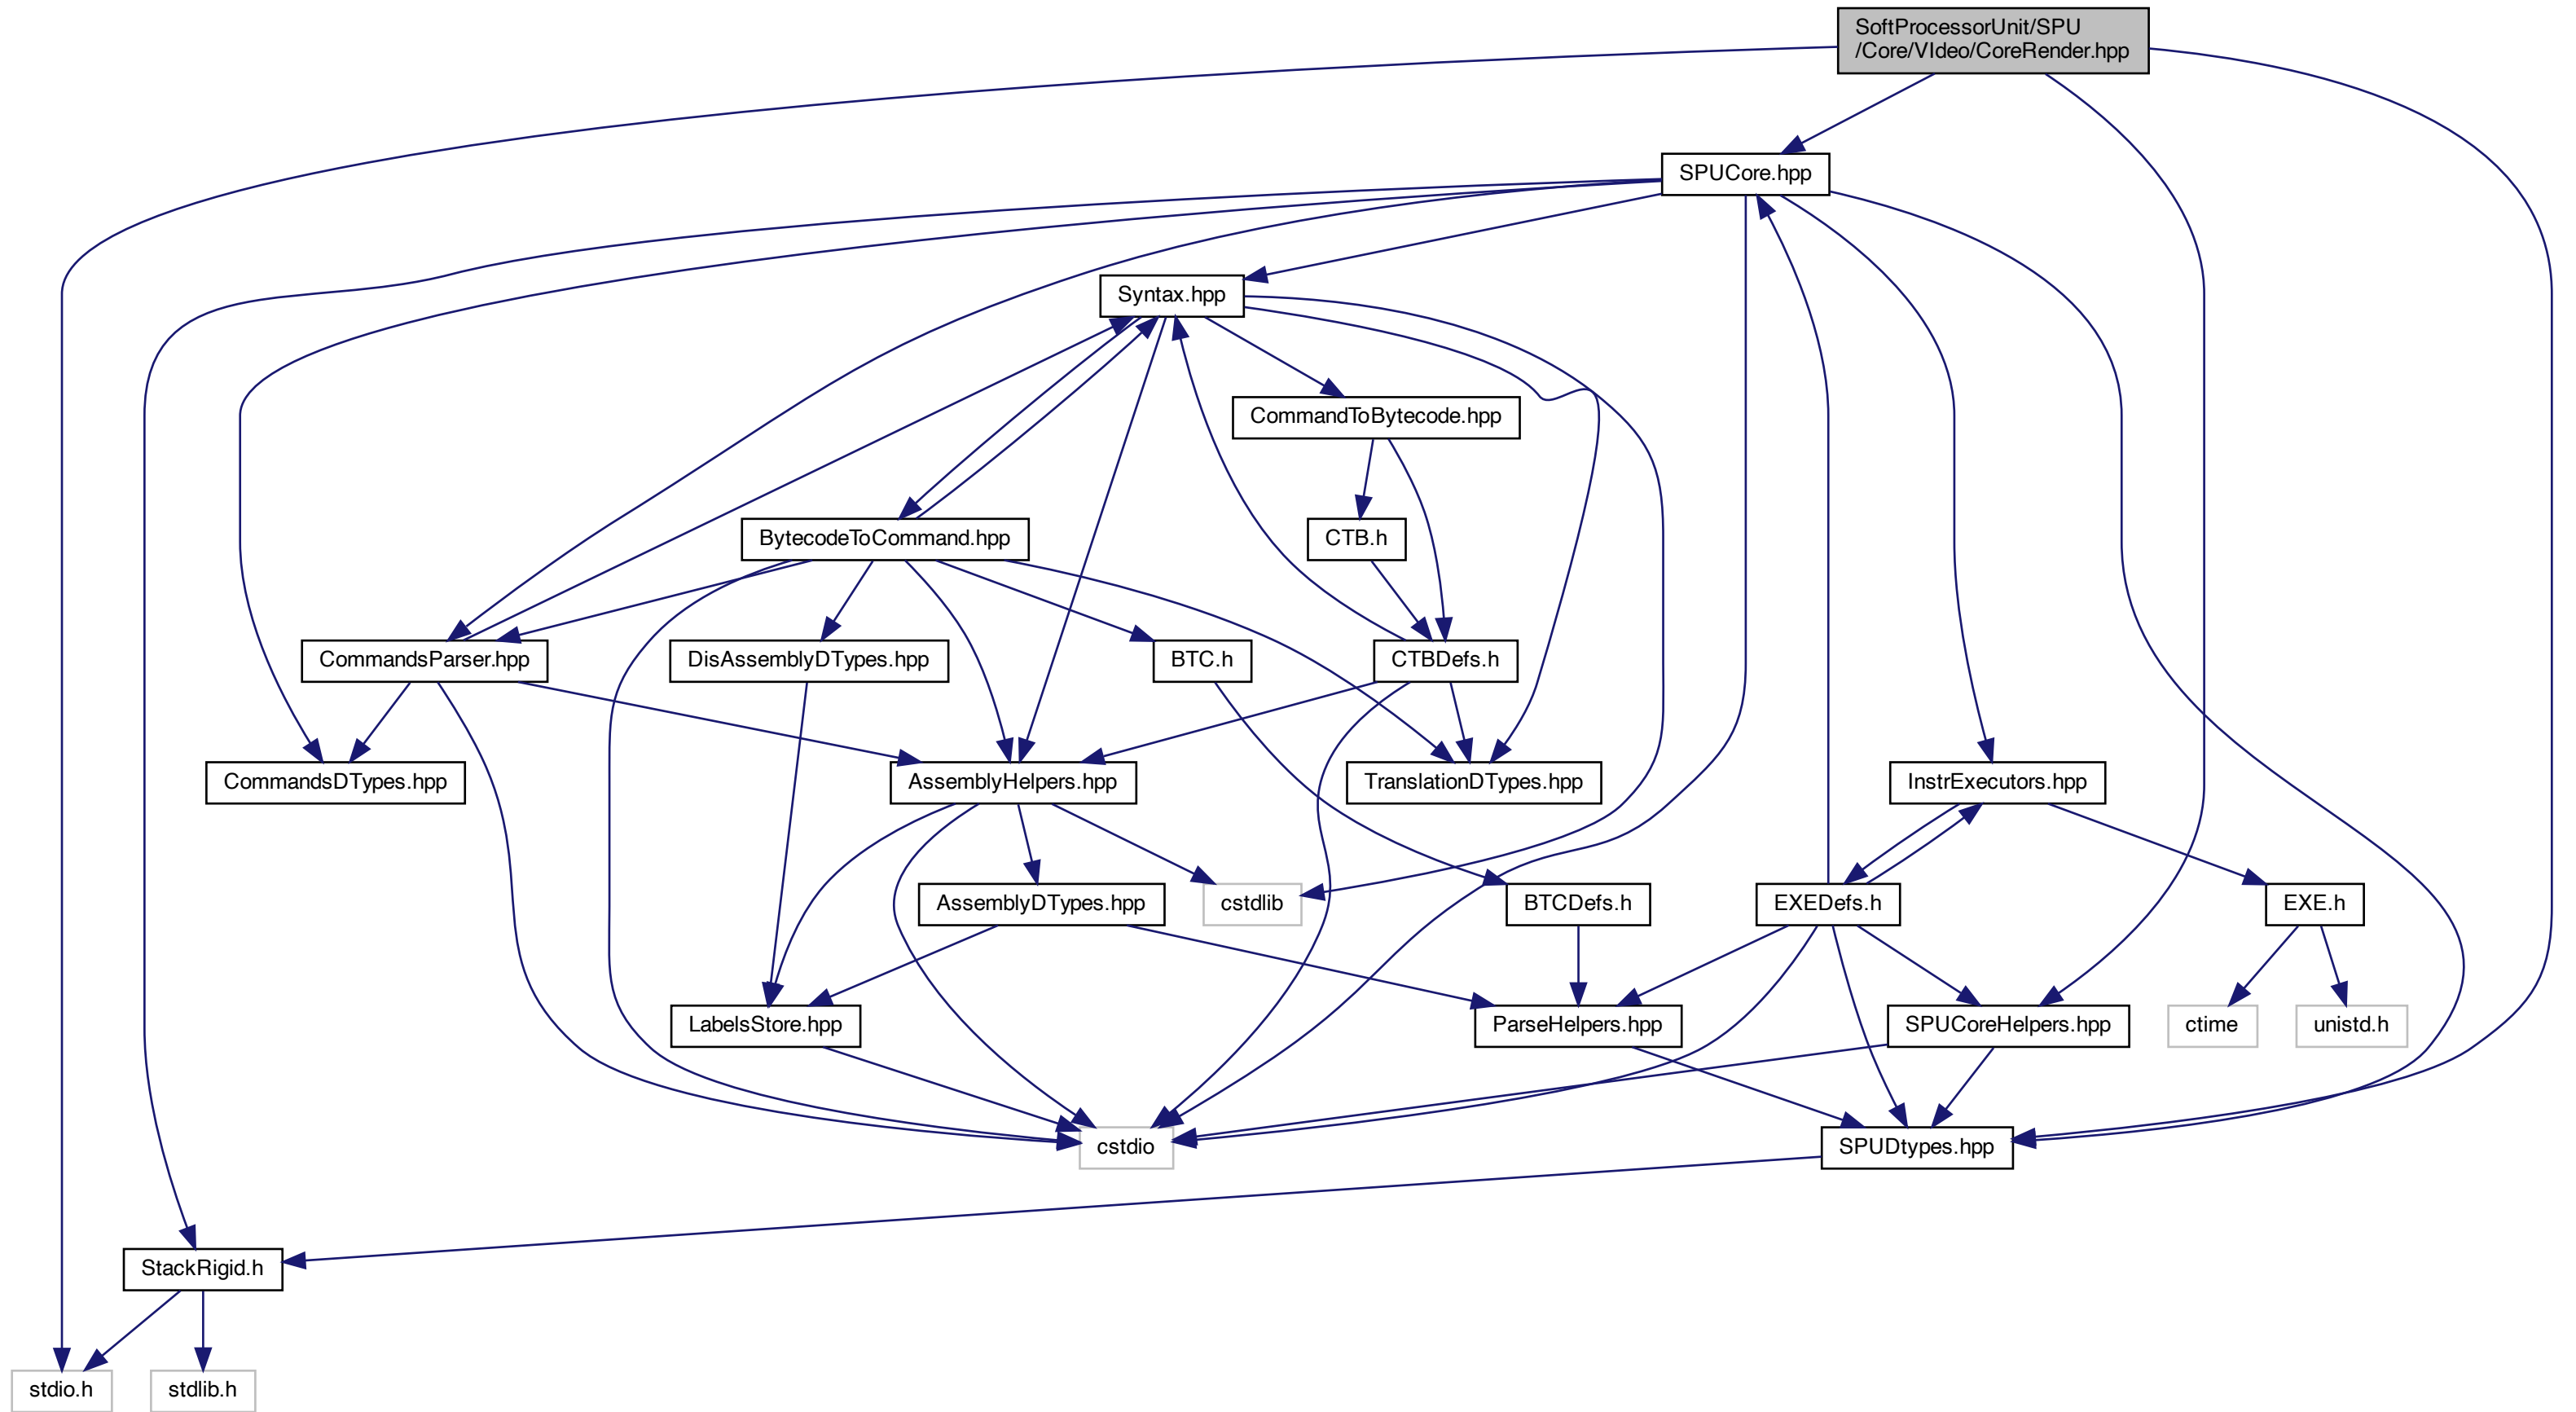 SoftProcessorUnit/SPU
/Core/VIdeo/CoreRender.hpp
SPUCore.hpp
Syntax.hpp
CommandToBytecode.hpp
BytecodeToCommand.hpp
CTB.h
CommandsParser.hpp
DisAssemblyDTypes.hpp
BTC.h
CTBDefs.h
CommandsDTypes.hpp
AssemblyHelpers.hpp
TranslationDTypes.hpp
InstrExecutors.hpp
AssemblyDTypes.hpp
cstdlib
BTCDefs.h
EXEDefs.h
EXE.h
LabelsStore.hpp
ParseHelpers.hpp
SPUCoreHelpers.hpp
ctime
unistd.h
cstdio
SPUDtypes.hpp
StackRigid.h
stdio.h
stdlib.h